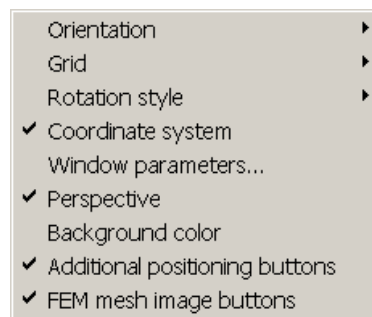 Orientation
Grid
Rotation style
Coordinate system
Window parameters...
Perspective
Background color
Additional positioning buttons
FEM mesh image buttons